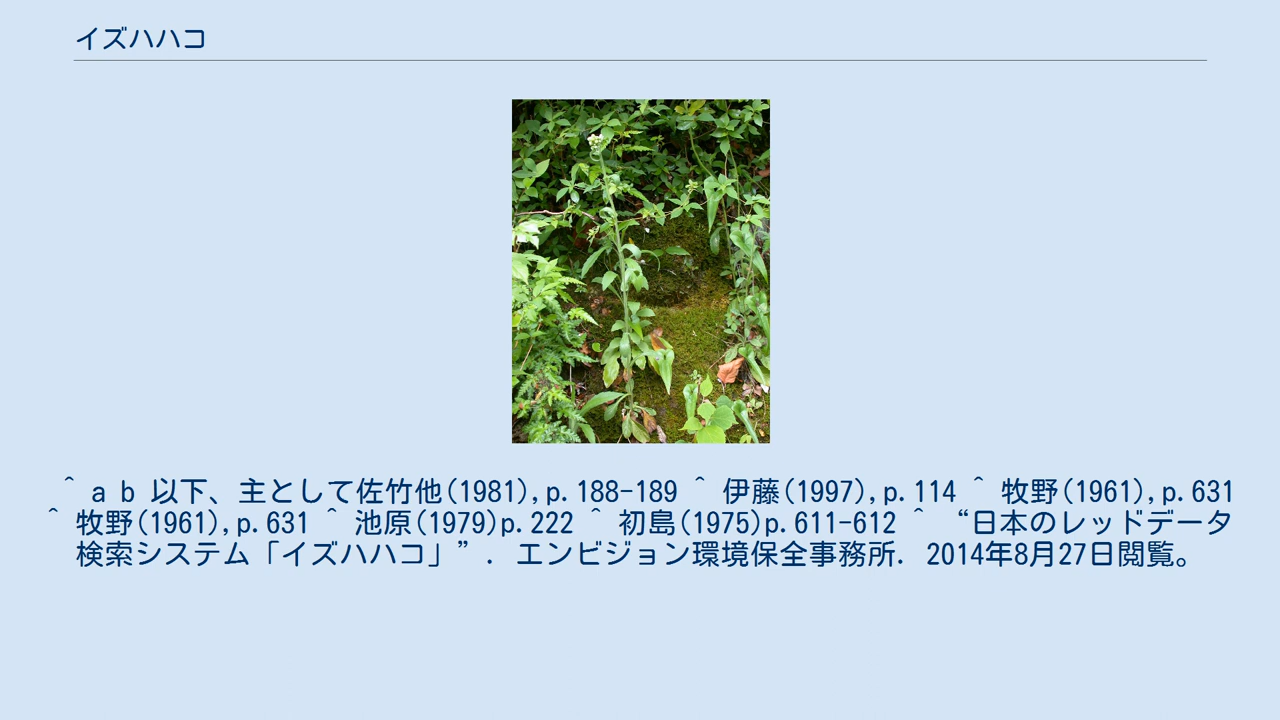 イズハハコ
^ a b 以下、主として佐竹他(1981),p.188-189 ^ 伊藤(1997),p.114 ^ 牧野(1961),p.631
^ 牧野(1961),p.631 ^ 池原(1979)p.222 ^ 初島(1975)p.611-612 ^ “日本のレッドデータ
検索システム「イズハハコ」”. エンビジョン環境保全事務所. 2014年8月27日閲覧。